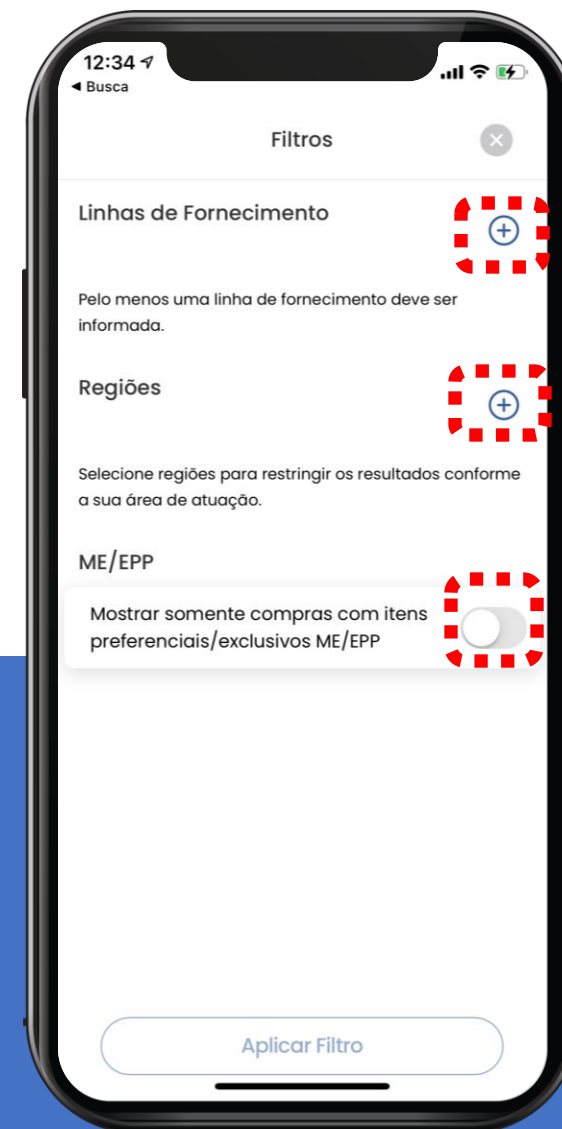 12:34
◀ Busca
Filtros
Linhas de Fornecimento
Pelo menos uma linha de fornecimento deve ser
informada.
Regiões
Selecione regiões para restringir os resultados conforme
a sua área de atuação.
ME/EPP
Mostrar somente compras com itens
preferenciais/exclusivos ME/EPP
Aplicar Filtro